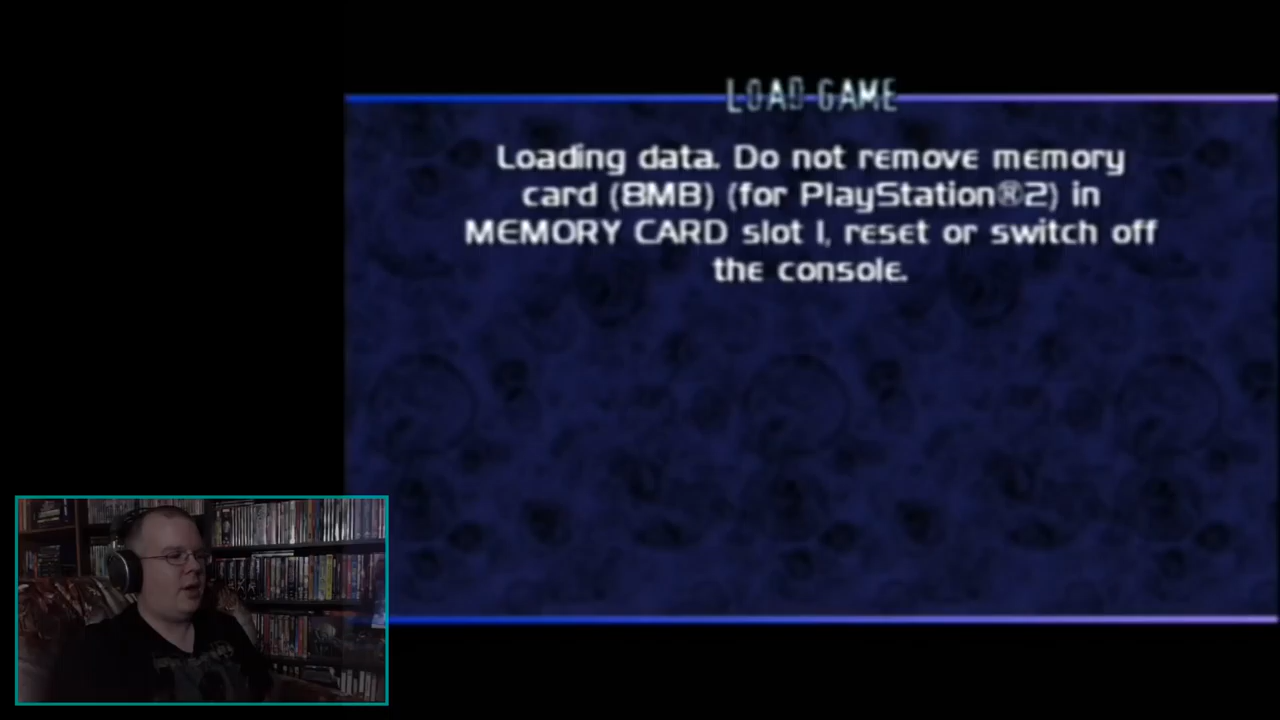 LOAD GAME
Loading data. Do not remove memory
card (8MB) (for PlayStation®2) in
MEMORY CARD slot 1, reset or switch off
the console.